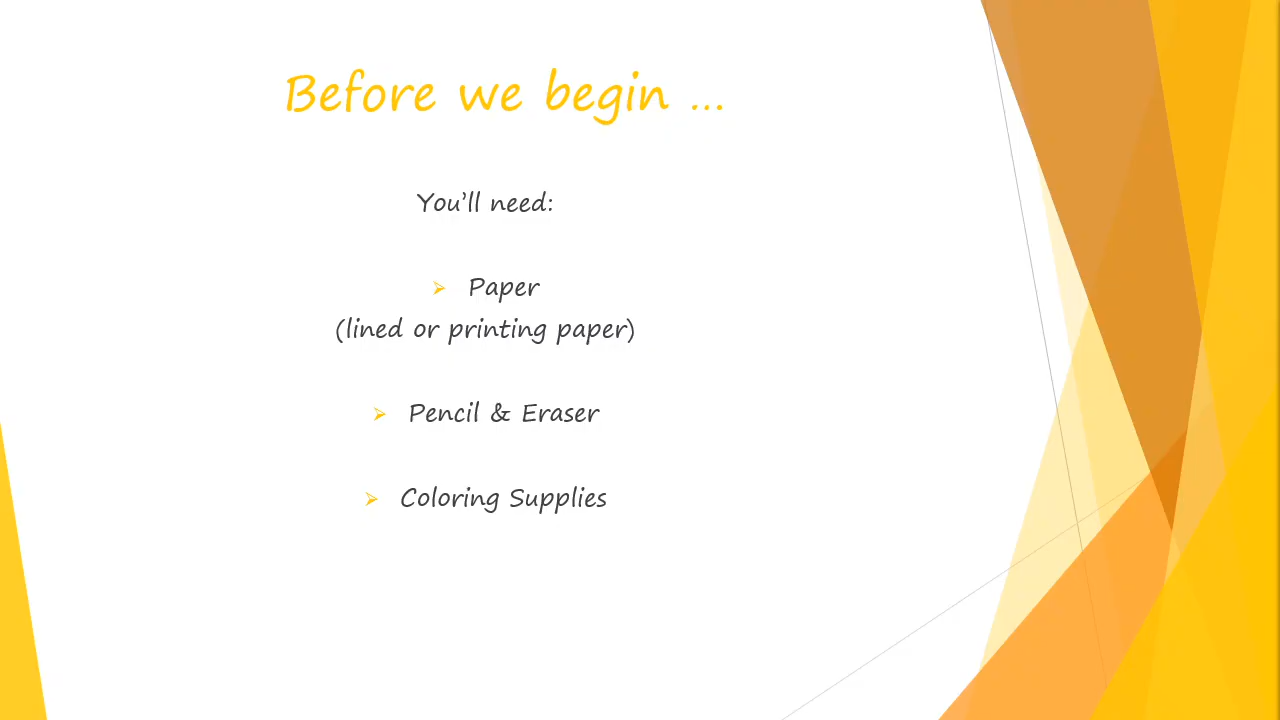 Before we begin ...
You'll need:
➢ Paper
(lined or printing paper)
➢ Pencil & Eraser
➢ Coloring Supplies